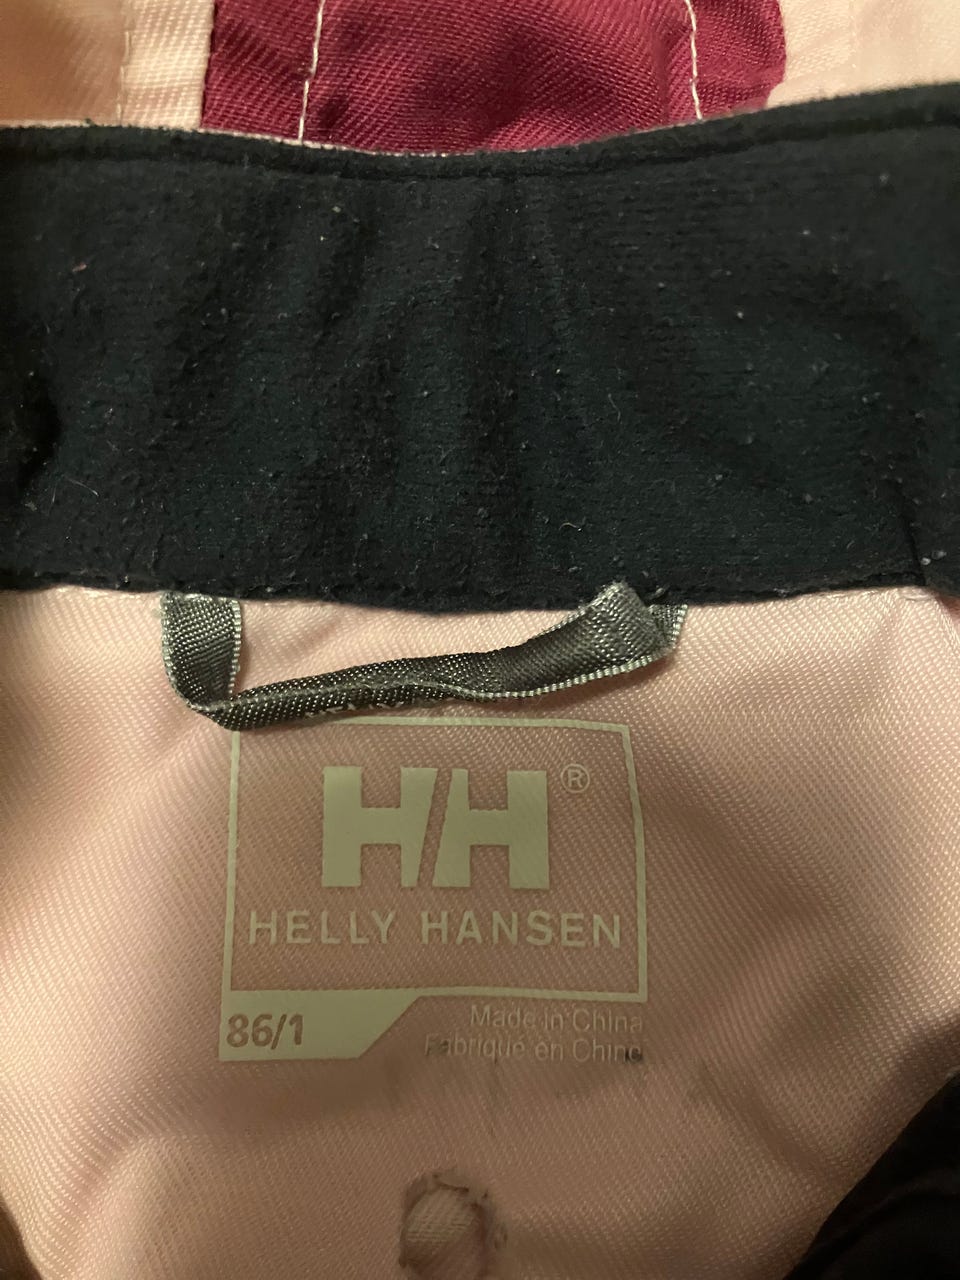 HH®
HELLY HANSEN
86/1
Made in China
Fabriqué en Chine